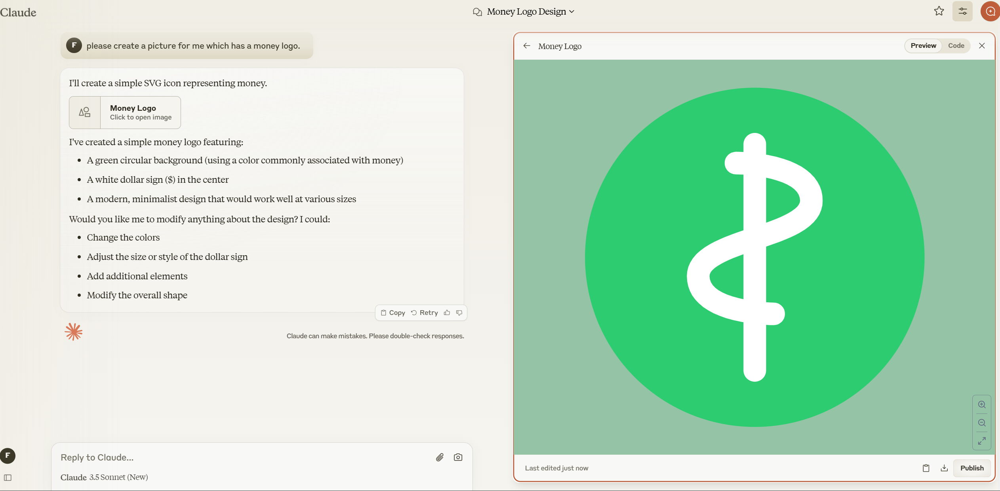 Claude
Money Logo Design
F
please create a picture for me which has a money logo.
I'll create a simple SVG icon representing money.
Money Logo
Click to open image
I've created a simple money logo featuring:
• A green circular background (using a color commonly associated with money)
• A white dollar sign ($) in the center
• A modern, minimalist design that would work well at various sizes
Would you like me to modify anything about the design? I could:
• Change the colors
• Adjust the size or style of the dollar sign
• Add additional elements
• Modify the overall shape
Copy Retry
Claude can make mistakes. Please double-check responses.
F
Reply to Claude...
Claude 3.5 Sonnet (New)
Money Logo
Preview Code
Last edited just now
Publish